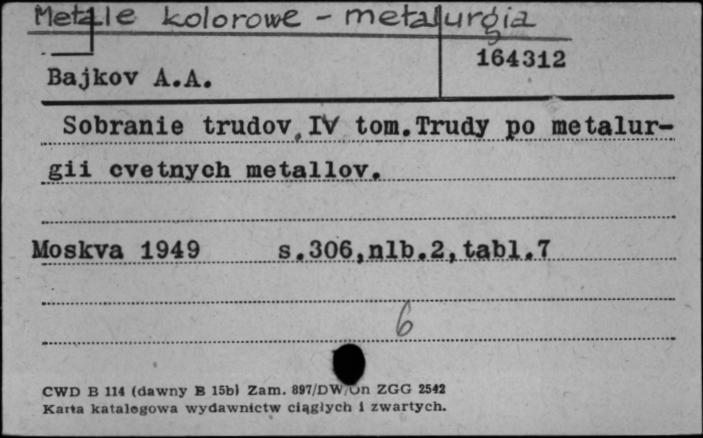 Metale kolorowe - metalurgia
164312
Bajkov A.A.
Sobranie trudov, IV tom. Trudy po metalur-
gii cvetnych metallov.
Moskva 1949 s.306,nlb.2,tabl.7
6
CWD B 114 (dawny B 15b) Zam. 897/DW/On ZGG 2542
Karta katalogowa wydawnictw ciągłych i zwartych.